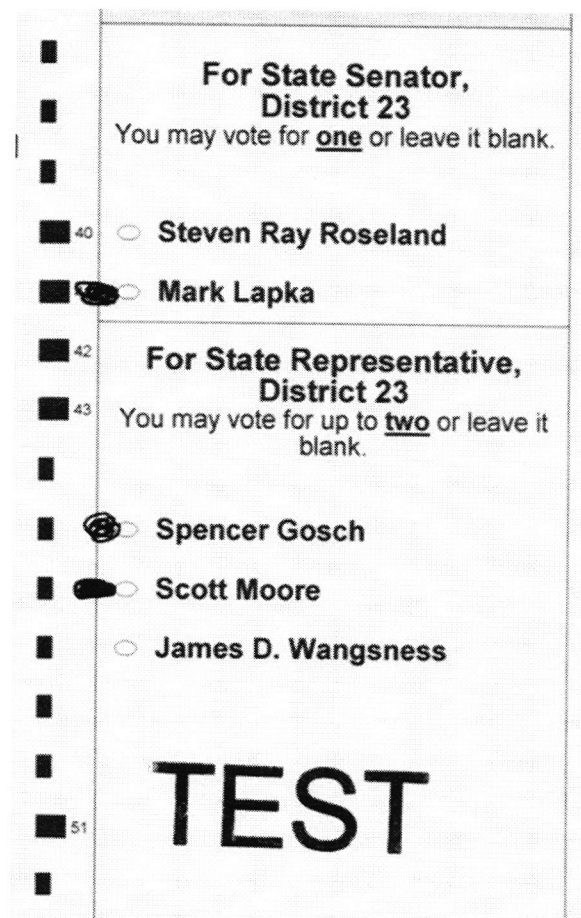 For State Senator,
District 23
You may vote for one or leave it blank.
40 Steven Ray Roseland
Mark Lapka
42
For State Representative,
District 23
43
You may vote for up to two or leave it
blank.
Spencer Gosch
Scott Moore
James D. Wangsness
TEST
51